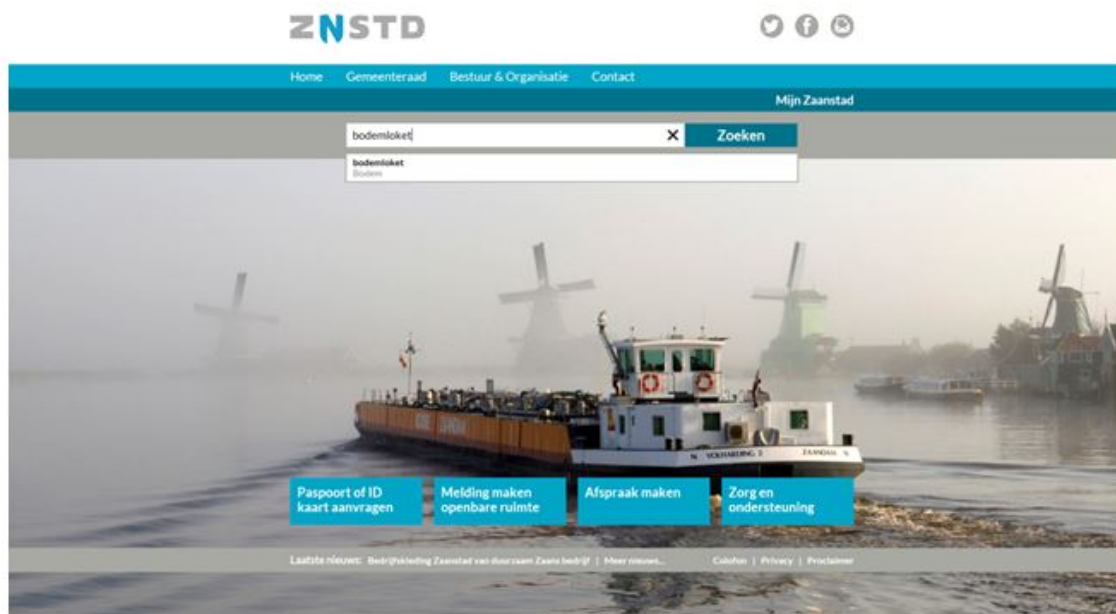 ZNSTD
Home Gemeenteraad Bestuur & Organisatie Contact
Mijn Zaanstad
bodemloket Zoeken
bodemloket
Bodem
VOLHARDING 2 ZAANDAM
Paspoort of ID
kaart aanvragen
Melding maken
openbare ruimte
Afspraak maken
Zorg en
ondersteuning
Laatste nieuws: Bedrijfskleding Zaanstad van duurzaam Zaans bedrijf | Meer nieuws... Colofon | Privacy | Proclaimer